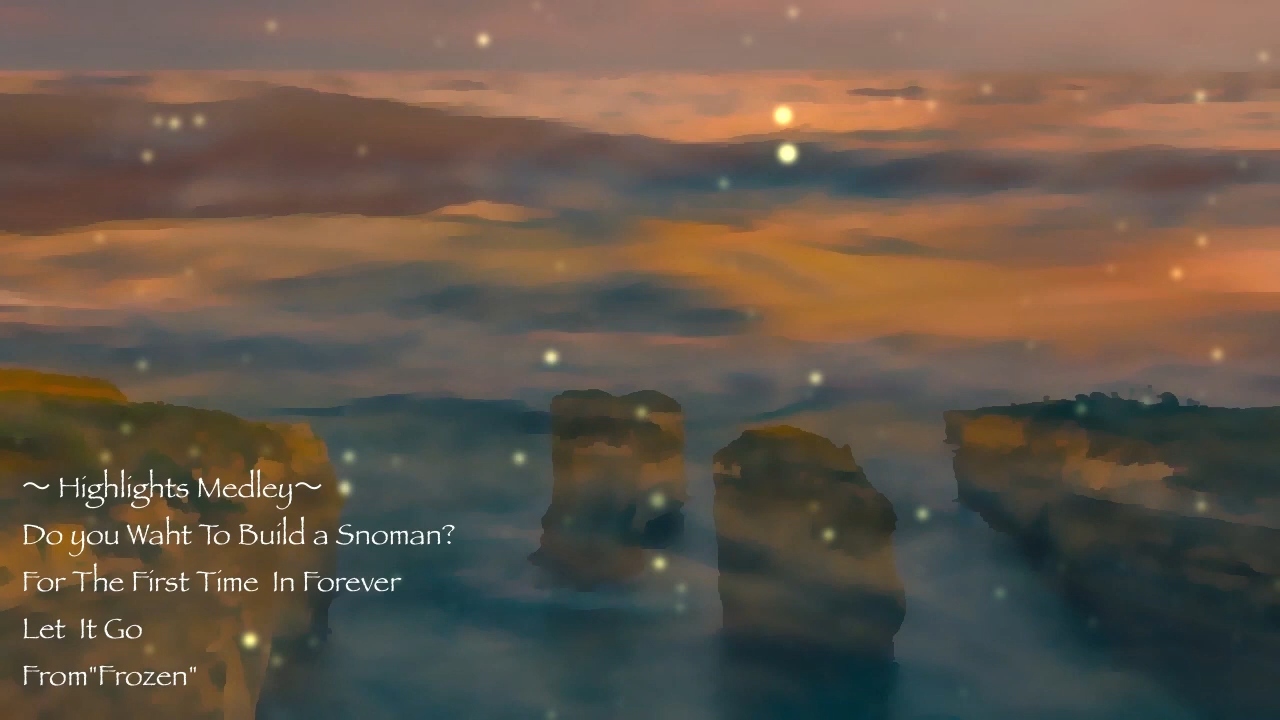 ～ Highlights Medley～
Do you Waht To Build a Snoman?
For The First Time  In Forever
Let  It Go
From"Frozen"